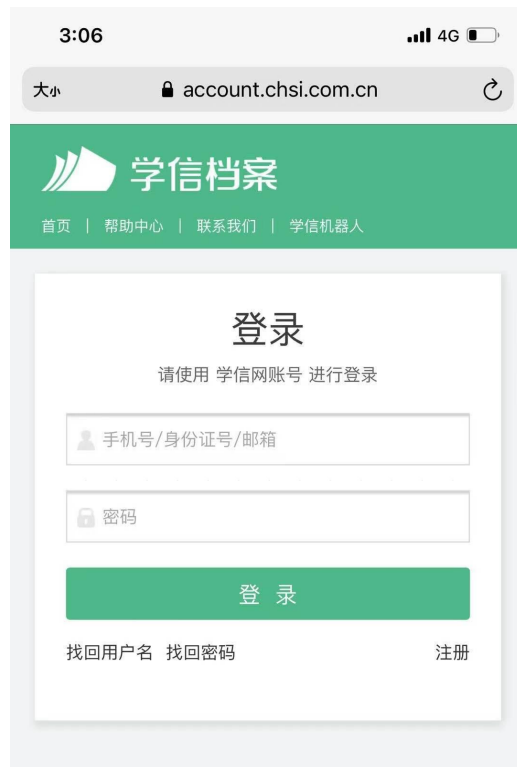 3:06 4G
大小 account.chsi.com.cn
学信档案
首页 | 帮助中心 | 联系我们 | 学信机器人
登录
请使用 学信网账号 进行登录
手机号/身份证号/邮箱
密码
登 录
找回用户名 找回密码 注册